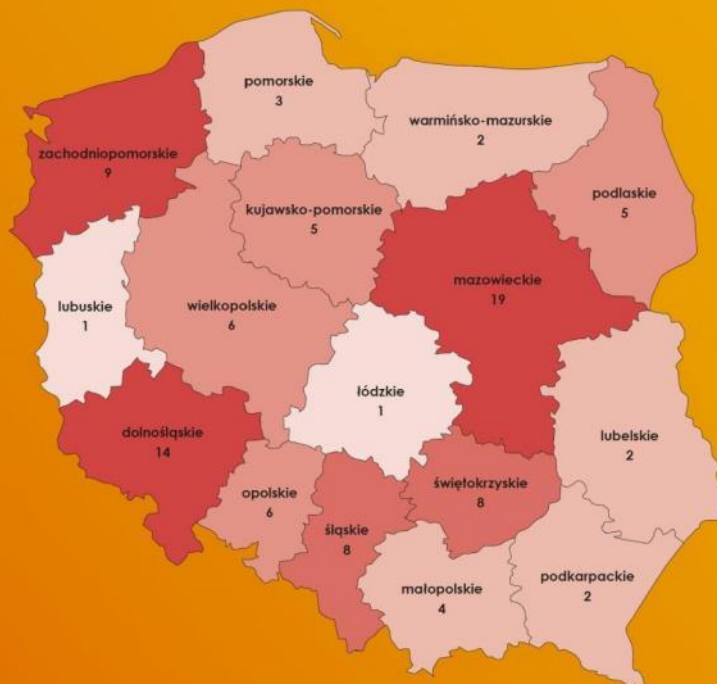 pomorskie
3
warmińsko-mazurskie
2
zachodniopomorskie
9
podlaskie
5
kujawsko-pomorskie
5
mazowieckie
19
lubuskie
1
wielkopolskie
6
łódzkie
1
dolnośląskie
14
lubelskie
2
opolskie
6
śląskie
8
świętokrzyskie
8
małopolskie
4
podkarpackie
2